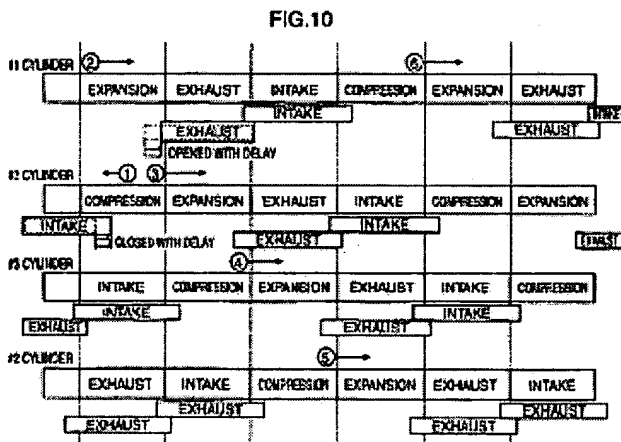 FIG.10
② ⑥
#1 CYLINDER
EXPANSION EXHAUST INTAKE COMPRESSION EXPANSION EXHAUST
INTAKE
EXHAUST EXHAUST
OPENED WITH DELAY
① ③
CYLINDER
COMPRESSION EXPANSION EXHAUST INTAKE COMPRESSION EXPANSION
INTAKE INTAKE
CLOSED WITH DELAY EXHAUST EXHAUST
④
CYLINDER
INTAKE COMPRESSION EXPANSION EXHAUST INTAKE COMPRESSION
INTAKE INTAKE
EXHAUST EXHAUST
⑤
#2 CYLINDER
EXHAUST INTAKE COMPRESSION EXPANSION EXHAUST INTAKE
EXHAUST EXHAUST
EXHAUST EXHAUST